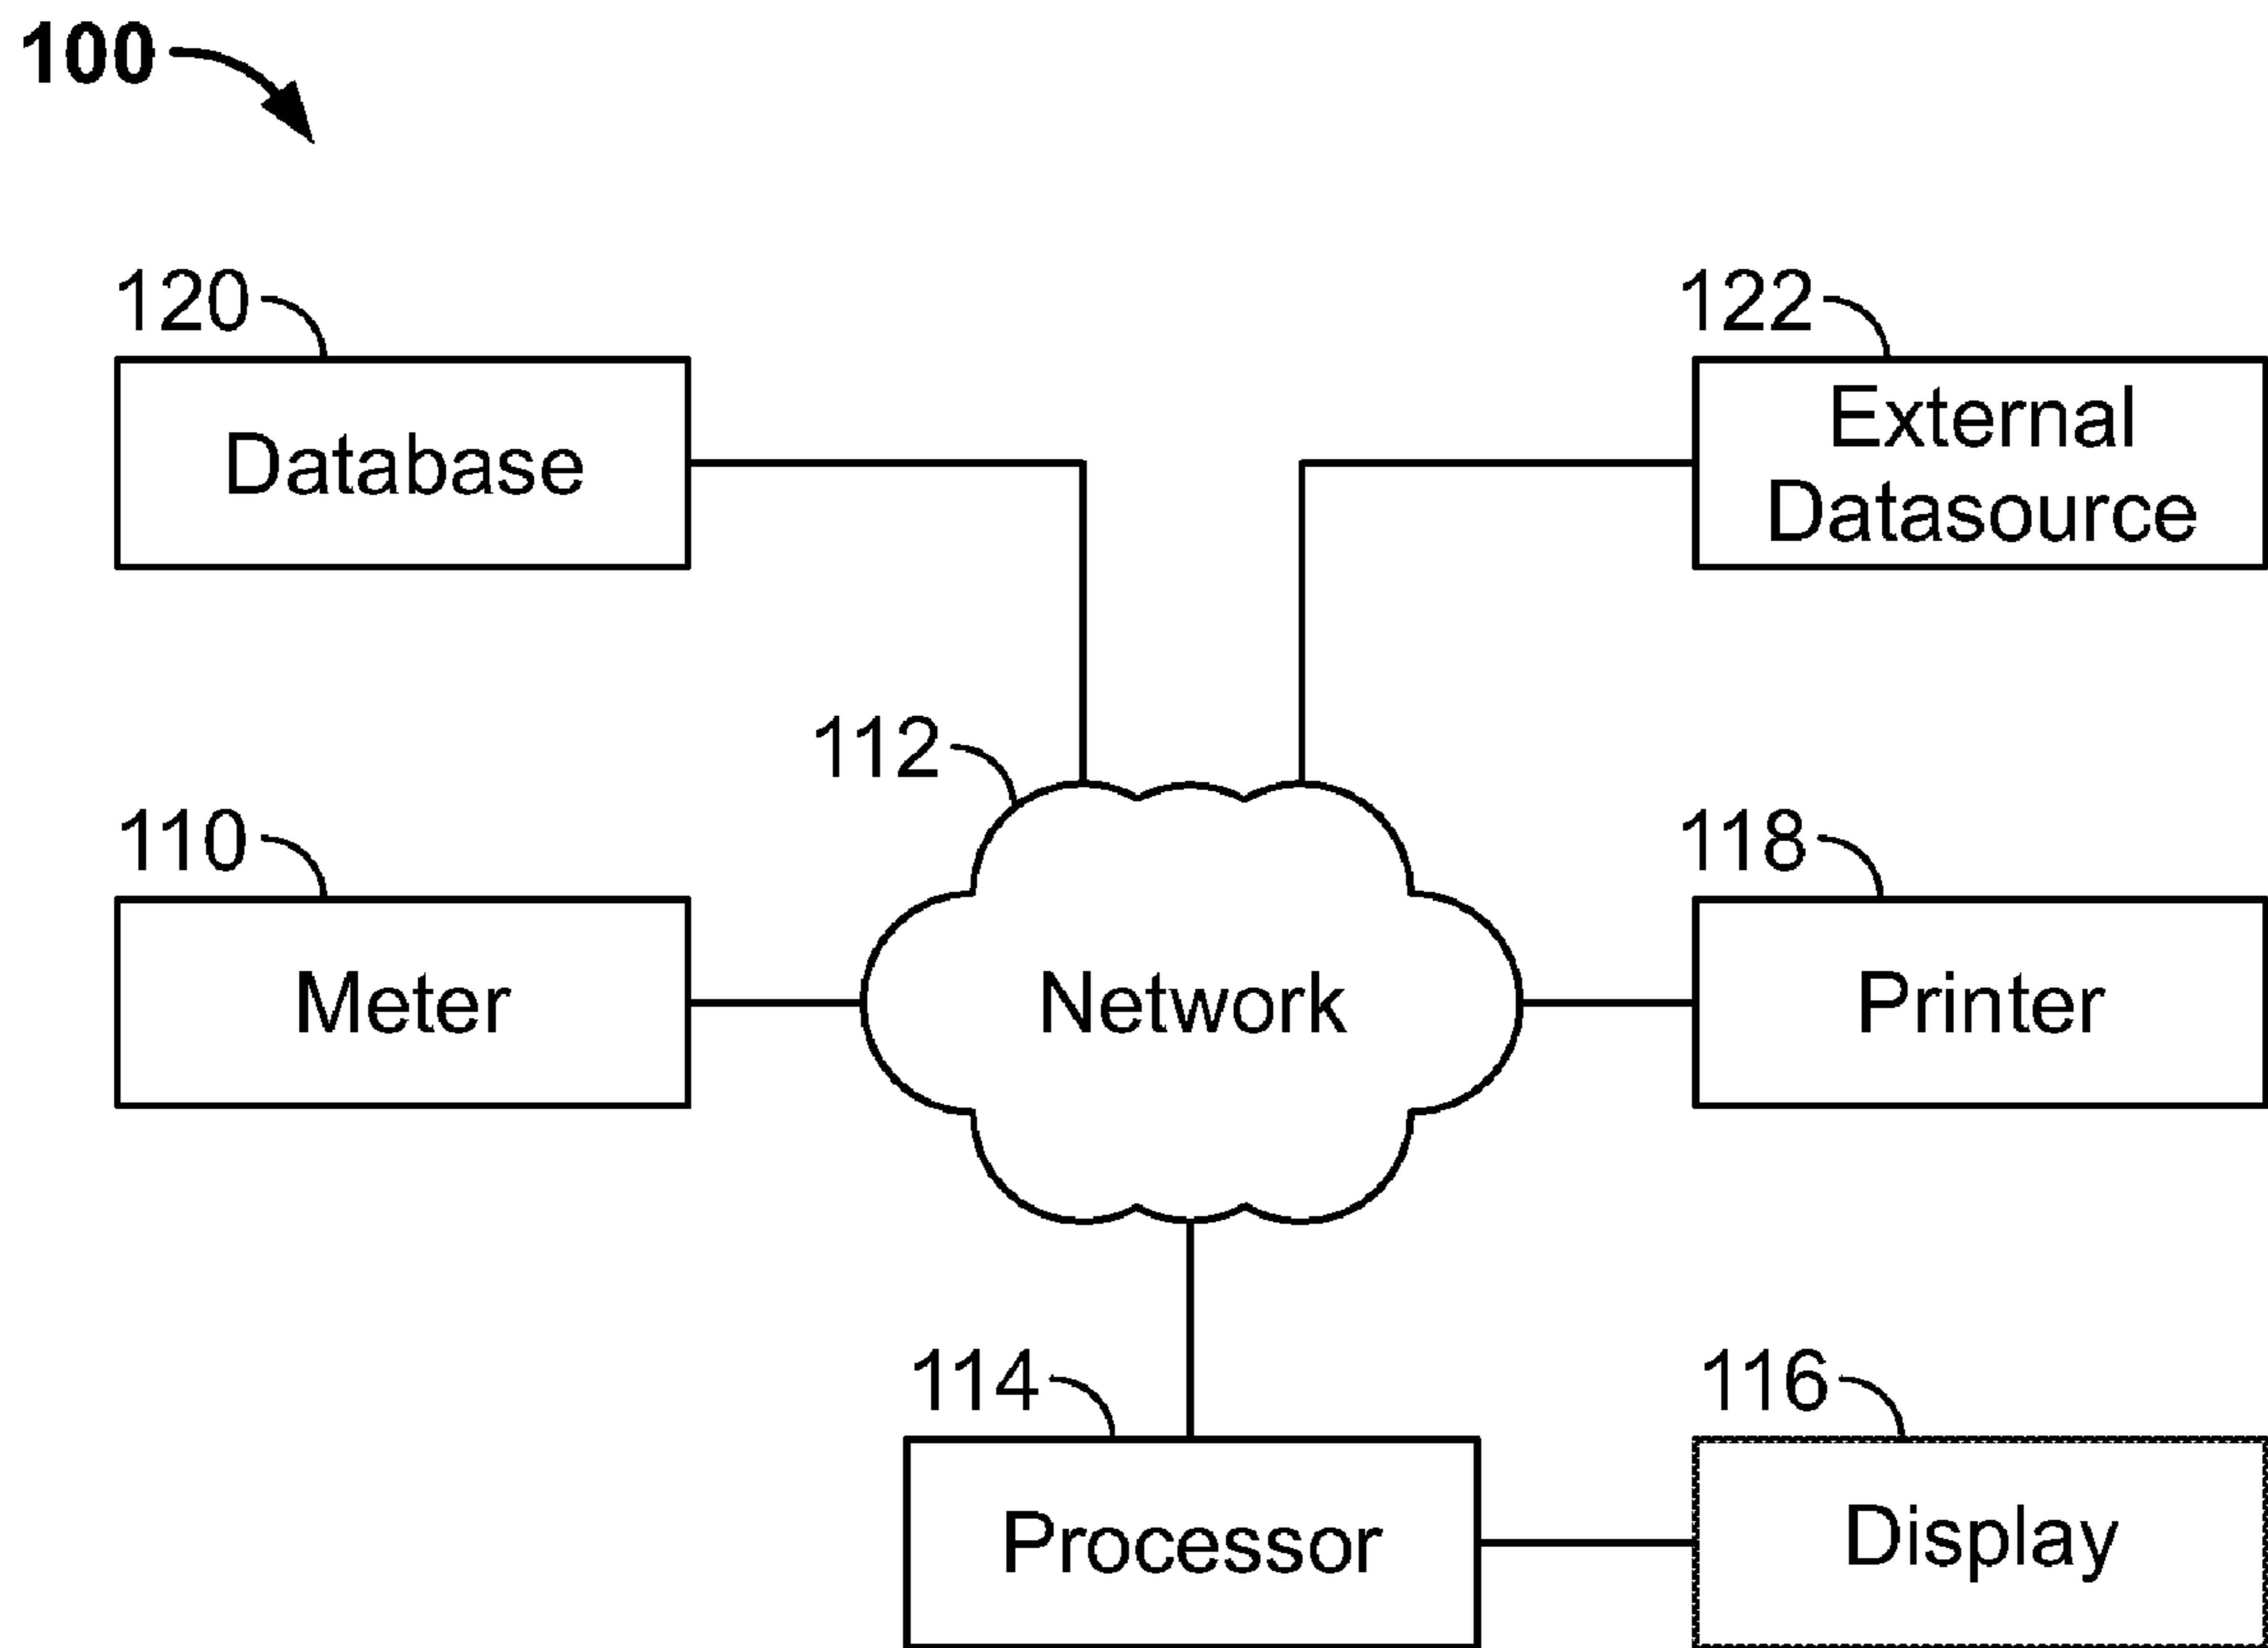 100
120
122
Database
External
Datasource
112
110
118
Meter
Network
Printer
114
116
Processor
Display